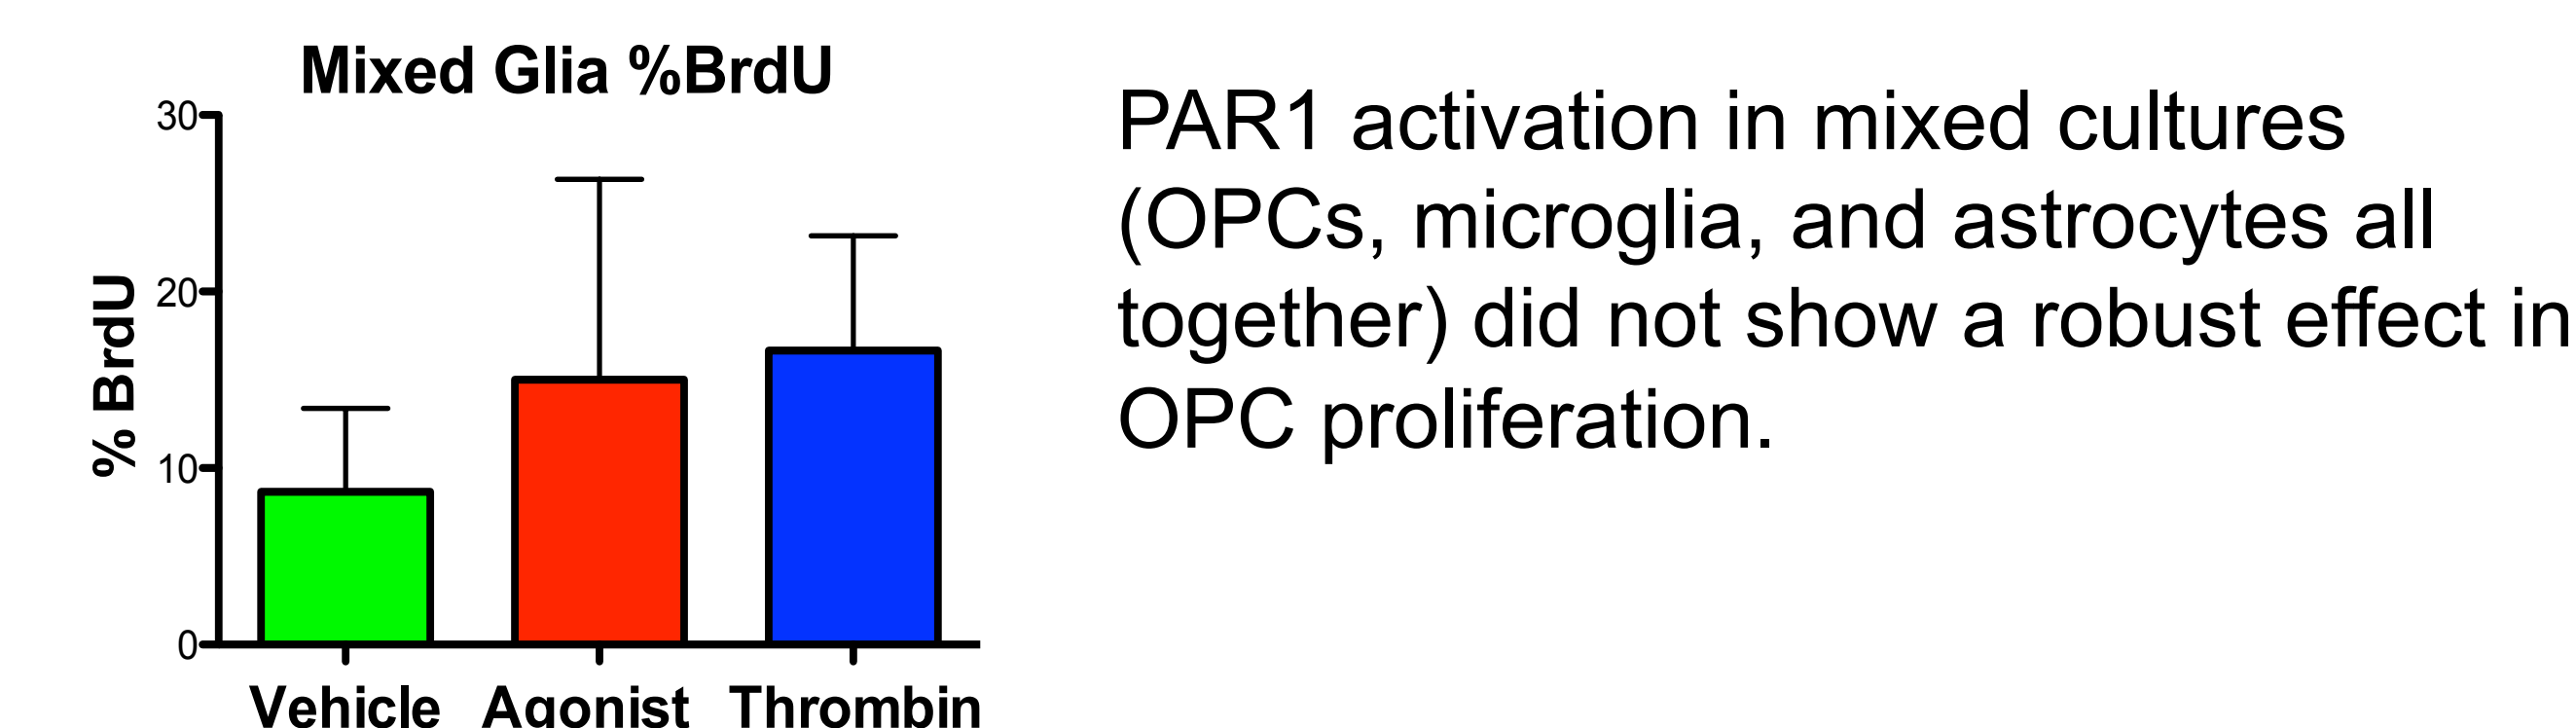 Mixed Glia %BrdU
30
20
10
0
% BrdU
Vehicle Agonist Thrombin
PAR1 activation in mixed cultures
(OPCs, microglia, and astrocytes all
together) did not show a robust effect in
OPC proliferation.